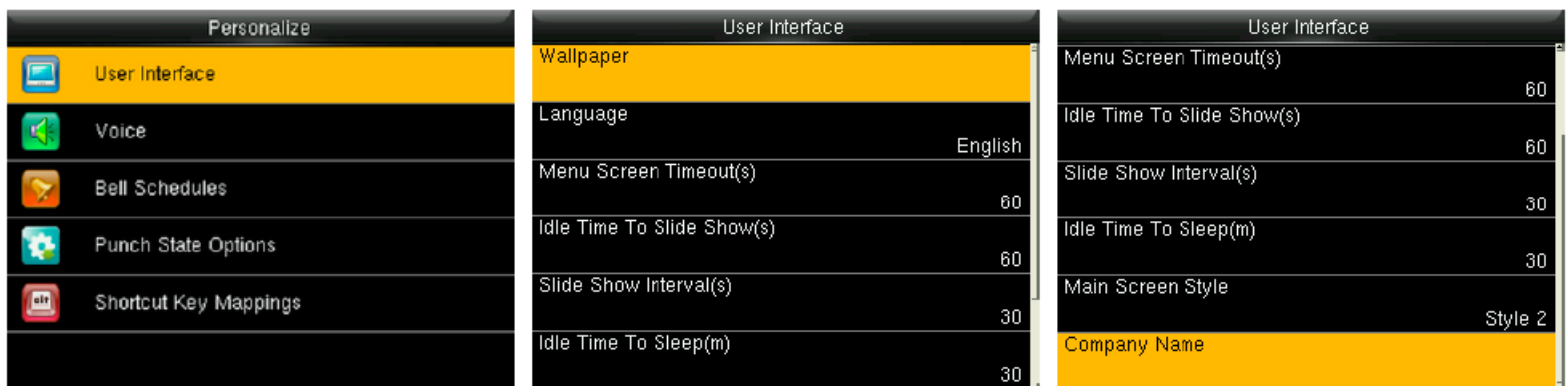 Personalize
User Interface
Voice
Bell Schedules
Punch State Options
alt
Shortcut Key Mappings
User Interface
Wallpaper
Language
English
Menu Screen Timeout(s)
60
Idle Time To Slide Show(s)
60
Slide Show Interval(s)
30
Idle Time To Sleep(m)
30
User Interface
Menu Screen Timeout(s)
60
Idle Time To Slide Show(s)
60
Slide Show Interval(s)
30
Idle Time To Sleep(m)
30
Main Screen Style
Style 2
Company Name